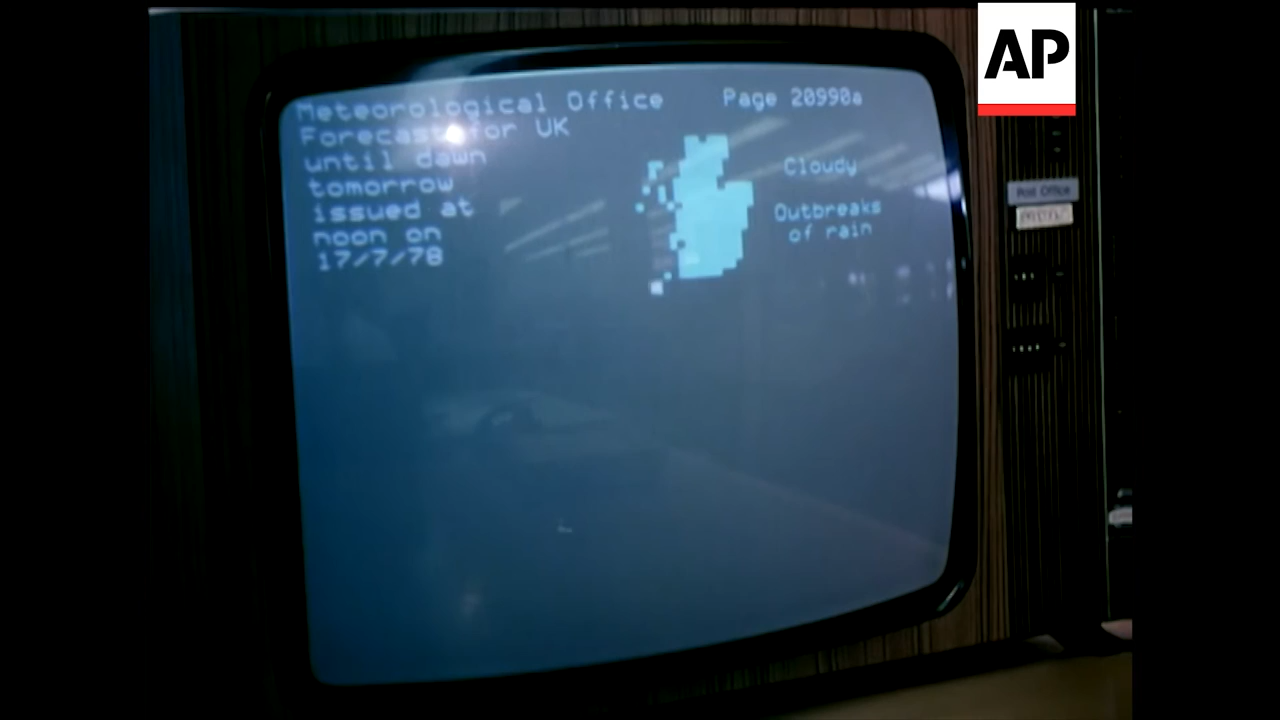 AP
Meteorological Office Page 20990a
Forecast for UK
until dawn
tomorrow
issued at
noon on
17/7/78
Cloudy
Outbreaks
of rain
Post Office